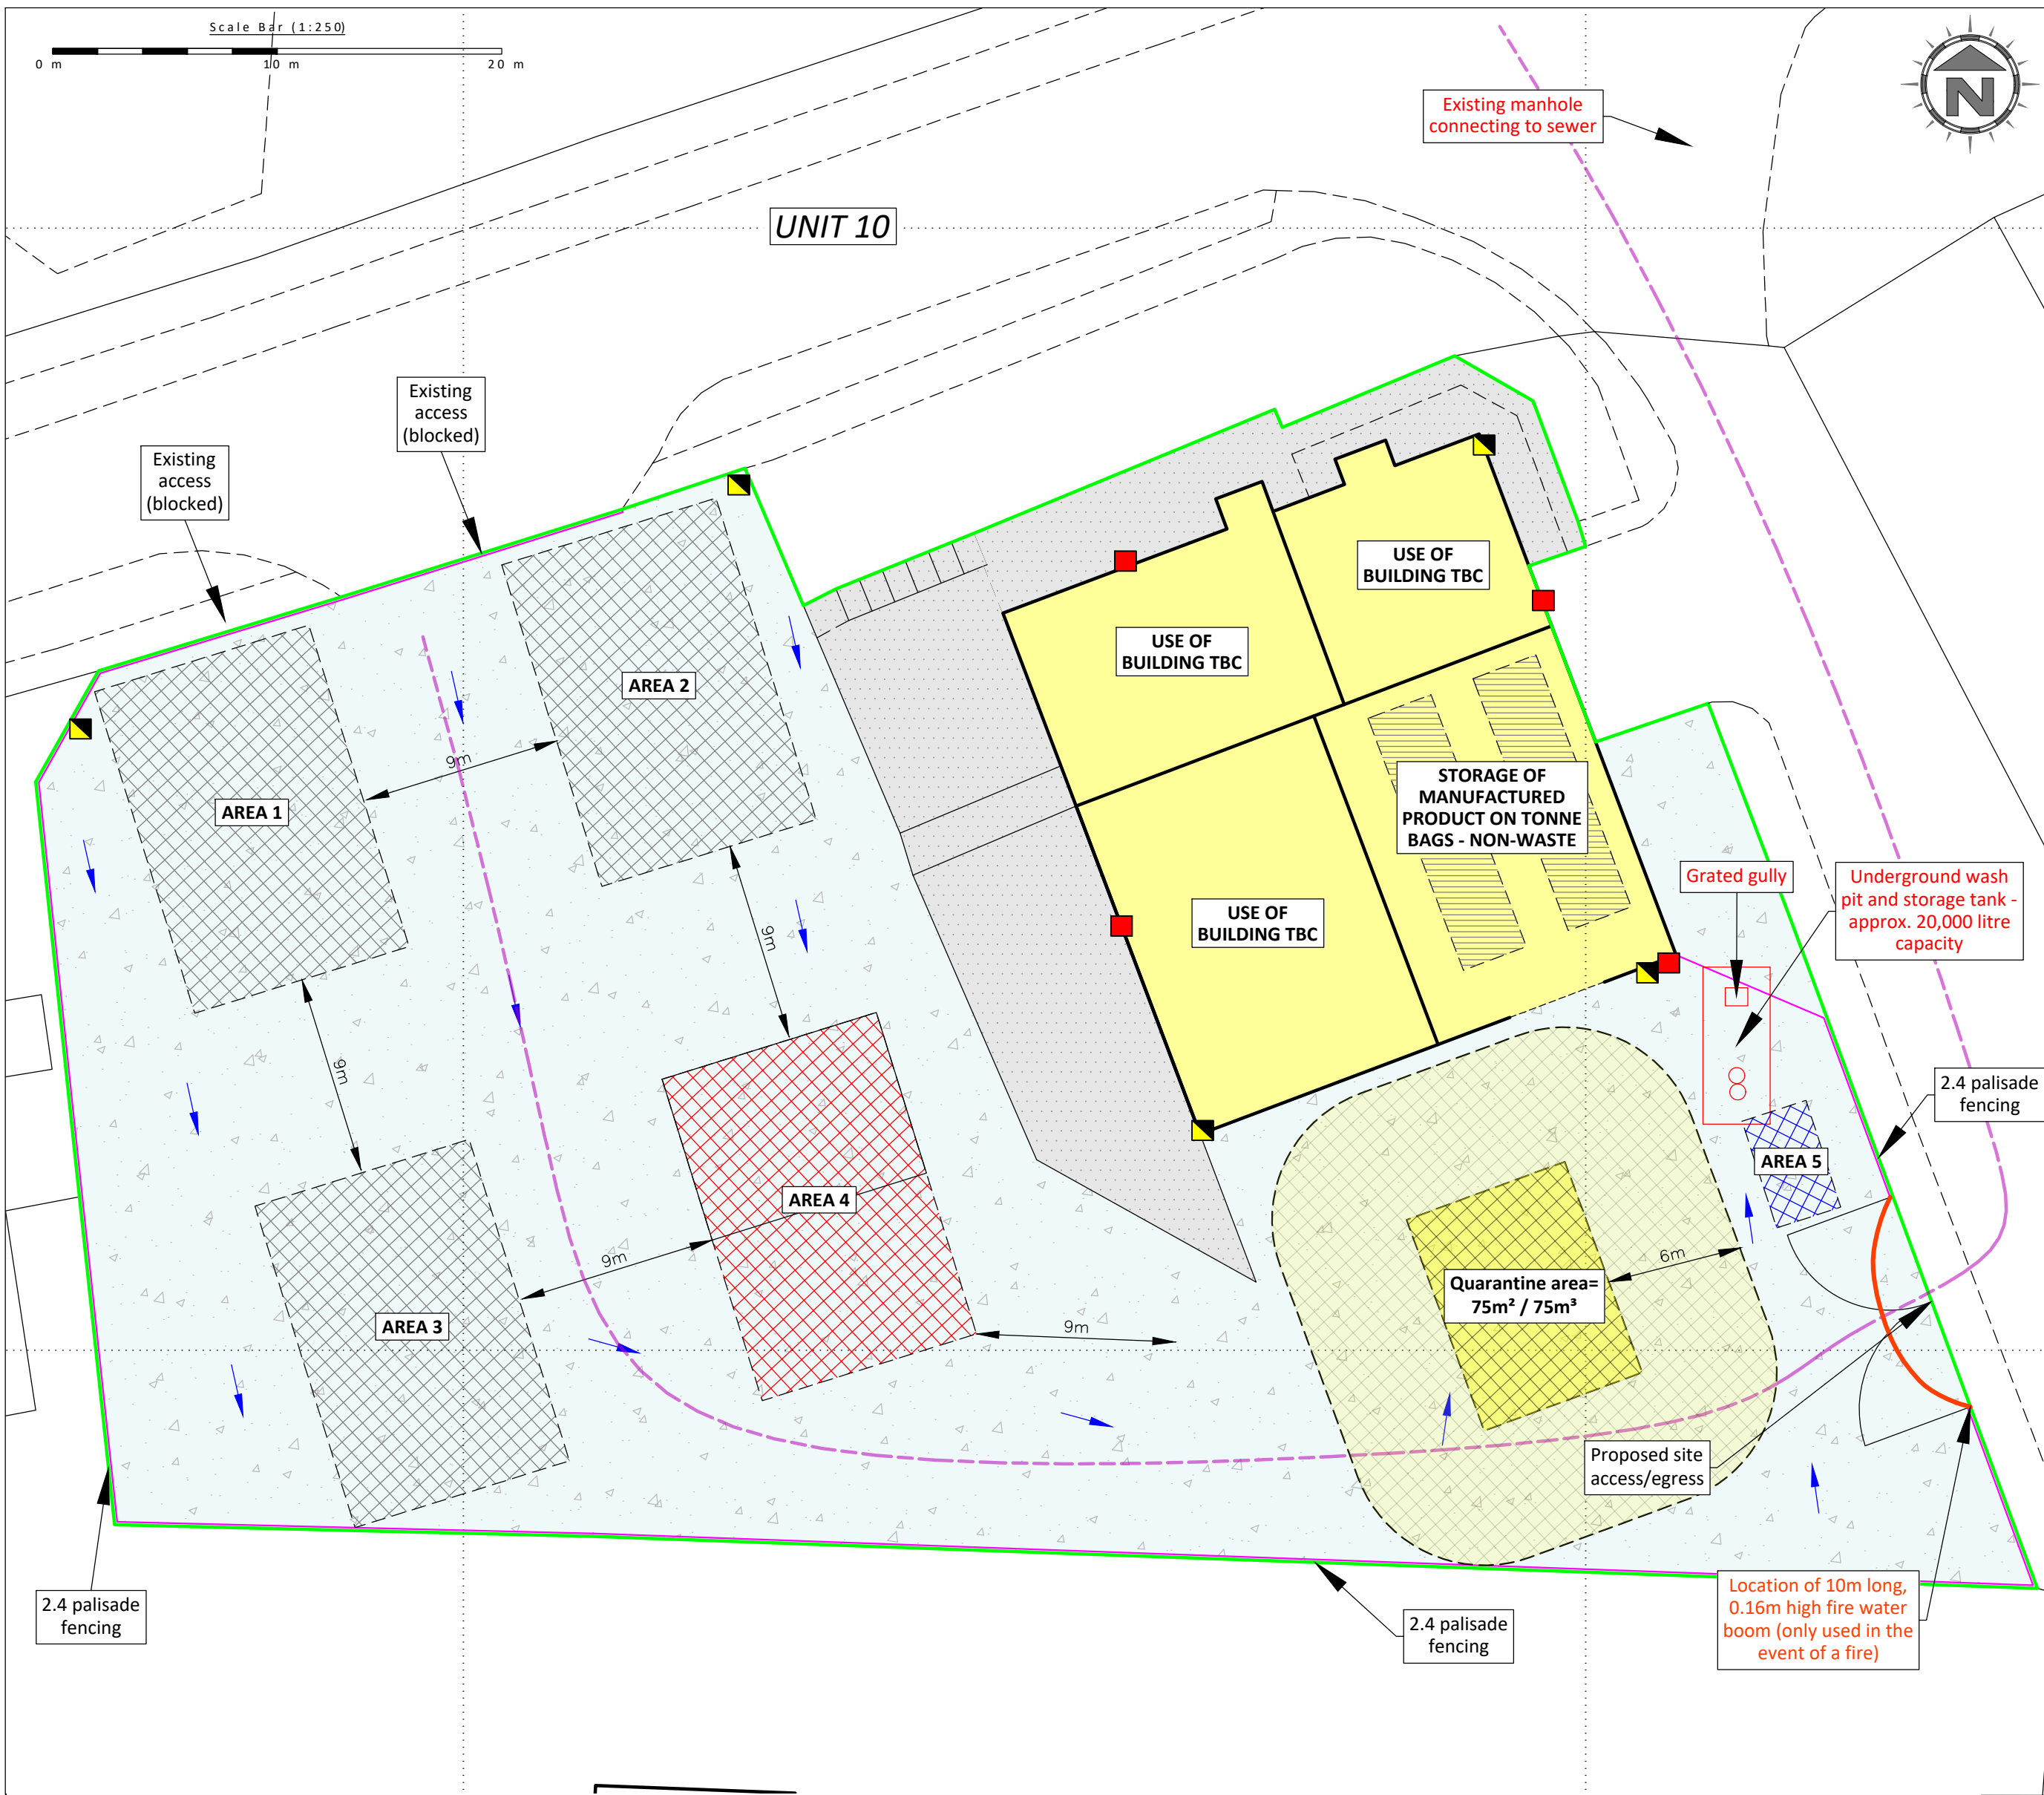 Scale Bar (1:250)
0 m
10 m
20 m
N
Existing manhole
connecting to sewer
UNIT 10
Existing
access
(blocked)
Existing
access
(blocked)
USE OF
BUILDING TBC
USE OF
BUILDING TBC
AREA 2
9m
AREA 1
STORAGE OF
MANUFACTURED
PRODUCT ON TONNE
BAGS - NON-WASTE
Grated gully
Underground wash
pit and storage tank -
approx. 20,000 litre
capacity
USE OF
BUILDING TBC
9m
9m
2.4 palisade
fencing
AREA 5
AREA 4
9m
6m
Quarantine area=
75m² / 75m³
AREA 3
9m
Proposed site
access/egress
2.4 palisade
fencing
2.4 palisade
fencing
Location of 10m long,
0.16m high fire water
boom (only used in the
event of a fire)